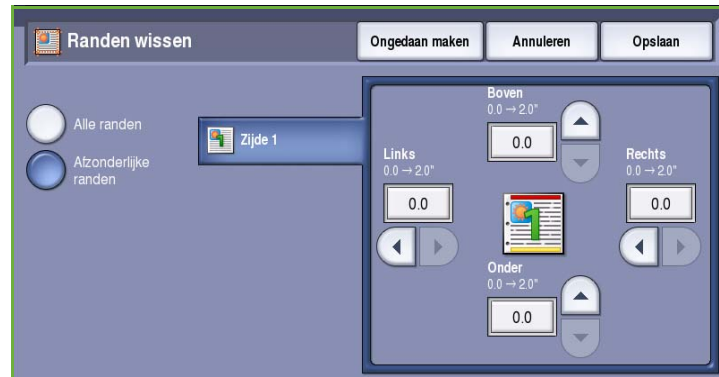 Randen wissen
Ongedaan maken
Annuleren
Opslaan
Alle randen
Afzonderlijke
randen
Zijde 1
Boven
0.0 → 2.0"
0.0
Links
0.0 → 2.0"
0.0
Rechts
0.0 → 2.0"
0.0
1
Onder
0.0 → 2.0"
0.0